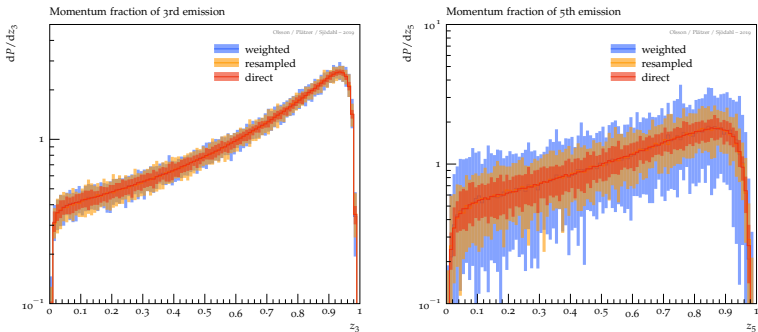 Momentum fraction of 3rd emission
Olsson / Plätzer / Sjödahl – 2019
weighted
resampled
direct
dP/dz3
1
10−1
0 0.1 0.2 0.3 0.4 0.5 0.6 0.7 0.8 0.9 1
z3
Momentum fraction of 5th emission
Olsson / Plätzer / Sjödahl – 2019
weighted
resampled
direct
dP/dz5
10 1
1
10−1
0 0.1 0.2 0.3 0.4 0.5 0.6 0.7 0.8 0.9 1
z5